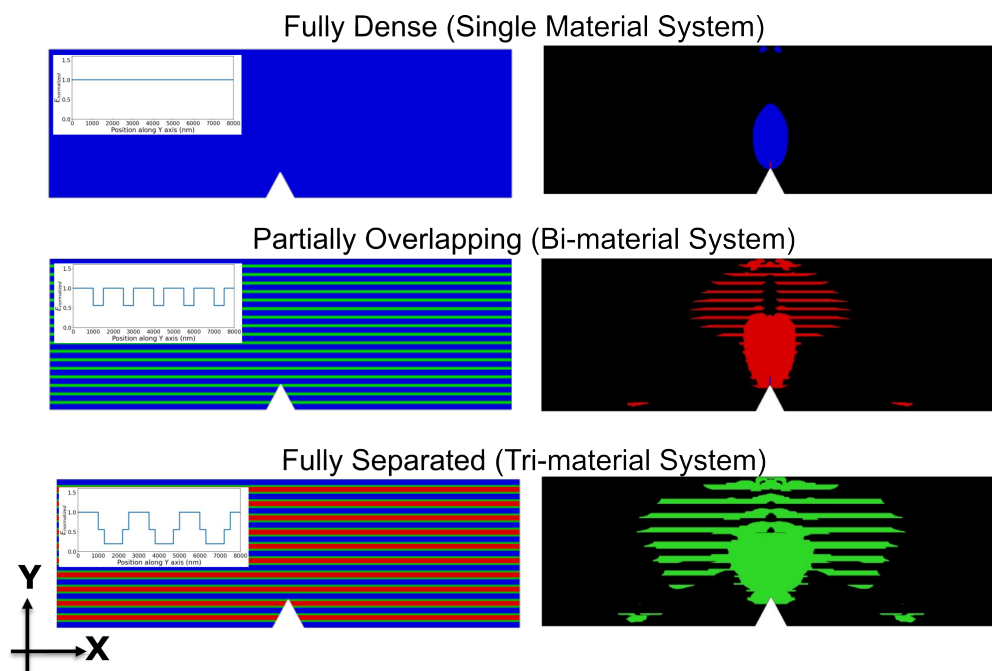 Fully Dense (Single Material System)
1.5
1.0
0.5
0.0
E normalized
0 1000 2000 3000 4000 5000 6000 7000 8000
Position along Y axis (nm)
Partially Overlapping (Bi-material System)
1.5
1.0
0.5
0.0
E normalized
0 1000 2000 3000 4000 5000 6000 7000 8000
Position along Y axis (nm)
Fully Separated (Tri-material System)
1.5
1.0
0.5
0.0
E normalized
0 1000 2000 3000 4000 5000 6000 7000 8000
Position along Y axis (nm)
Y
X